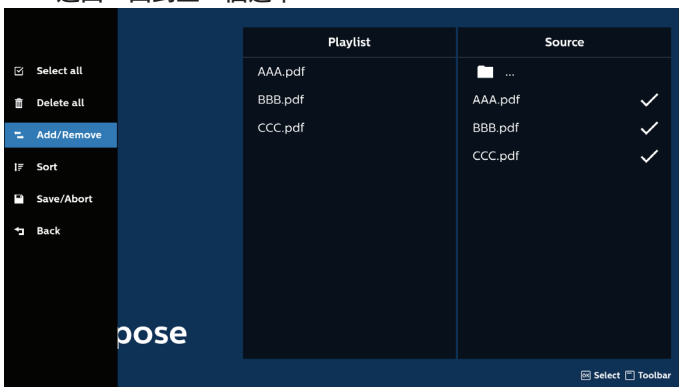 Playlist
Source
Select all
Delete all
Add/Remove
Sort
Save/Abort
Back
AAA.pdf
BBB.pdf
CCC.pdf
...
AAA.pdf
BBB.pdf
CCC.pdf
pose
OK Select Toolbar